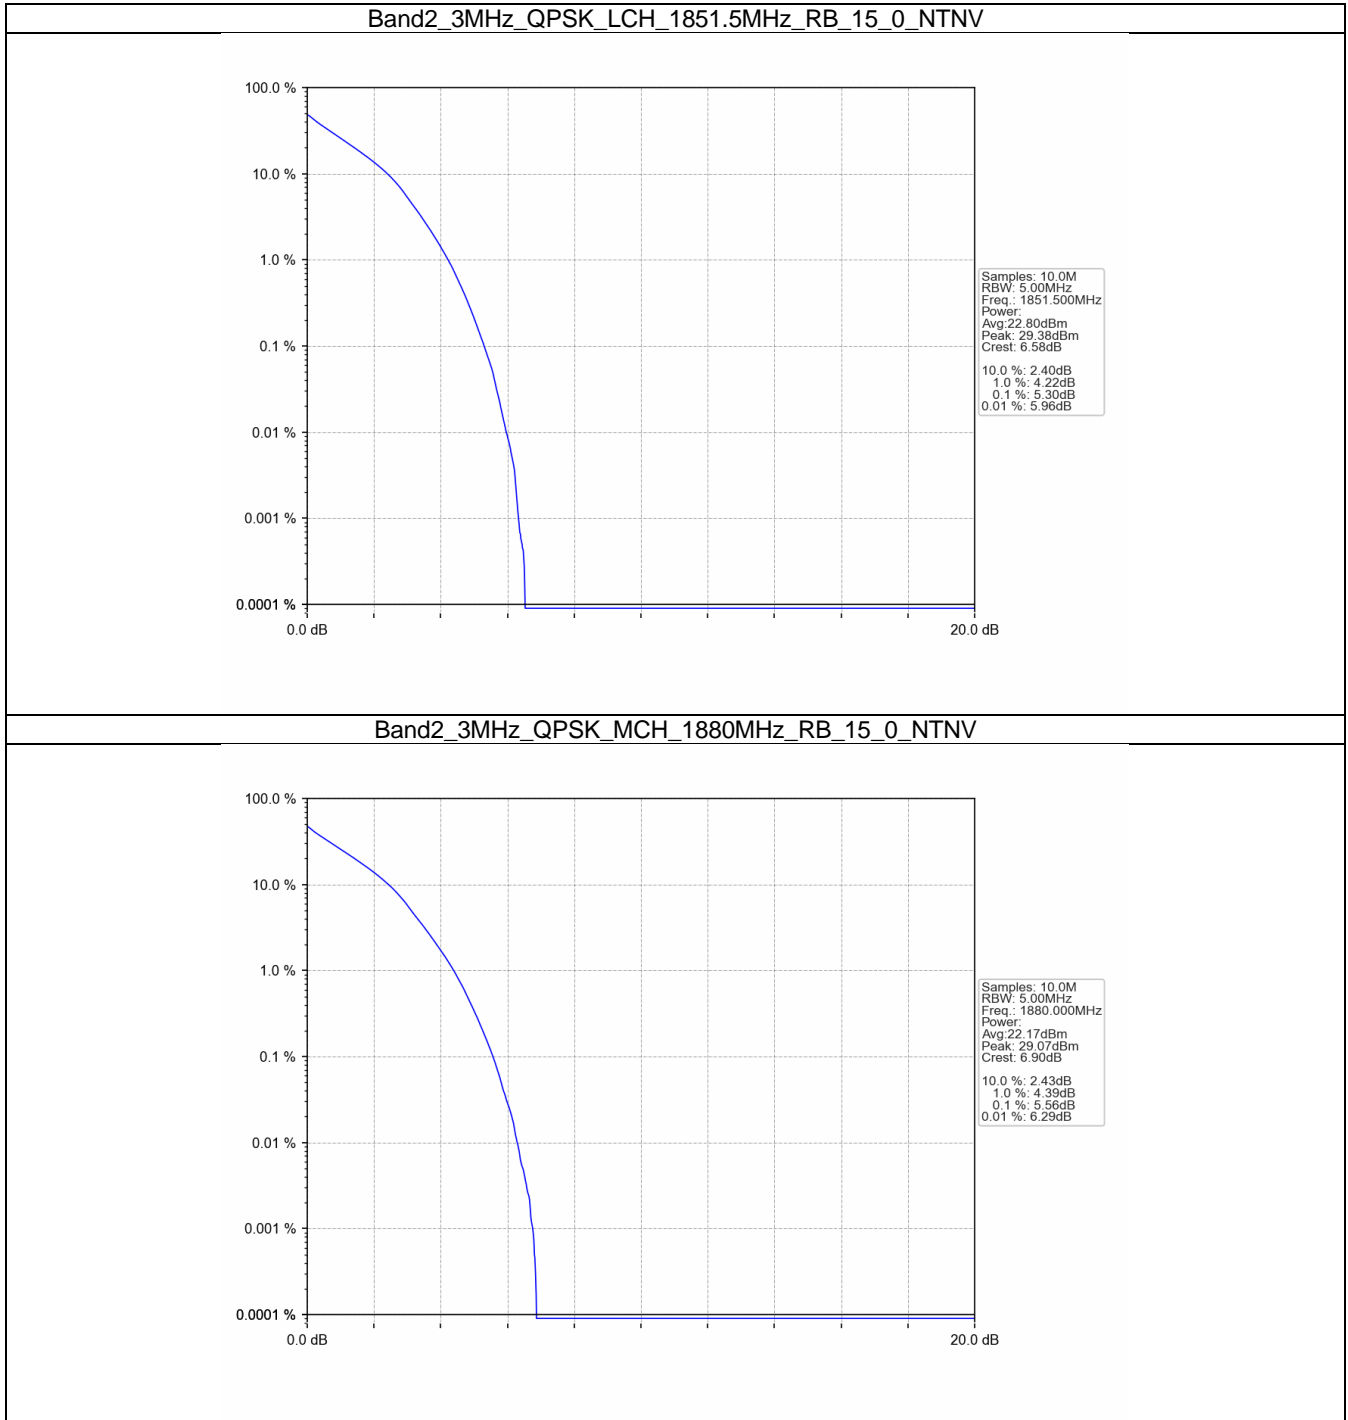 Band2_3MHz_QPSK_LCH_1851.5MHz_RB_15_0_NTNV
100.0 %
10.0 %
1.0 %
0.1 %
0.01 %
0.001 %
0.0001 %
0.0 dB
20.0 dB
Samples: 10.0M
RBW: 5.00MHz
Freq.: 1851.500MHz
Power:
Avg:22.80dBm
Peak: 29.38dBm
Crest: 6.58dB
10.0 %: 2.40dB
1.0 %: 4.22dB
0.1 %: 5.30dB
0.01 %: 5.96dB
Band2_3MHz_QPSK_MCH_1880MHz_RB_15_0_NTNV
100.0 %
10.0 %
1.0 %
0.1 %
0.01 %
0.001 %
0.0001 %
0.0 dB
20.0 dB
Samples: 10.0M
RBW: 5.00MHz
Freq.: 1880.000MHz
Power:
Avg:22.17dBm
Peak: 29.07dBm
Crest: 6.90dB
10.0 %: 2.43dB
1.0 %: 4.39dB
0.1 %: 5.56dB
0.01 %: 6.29dB